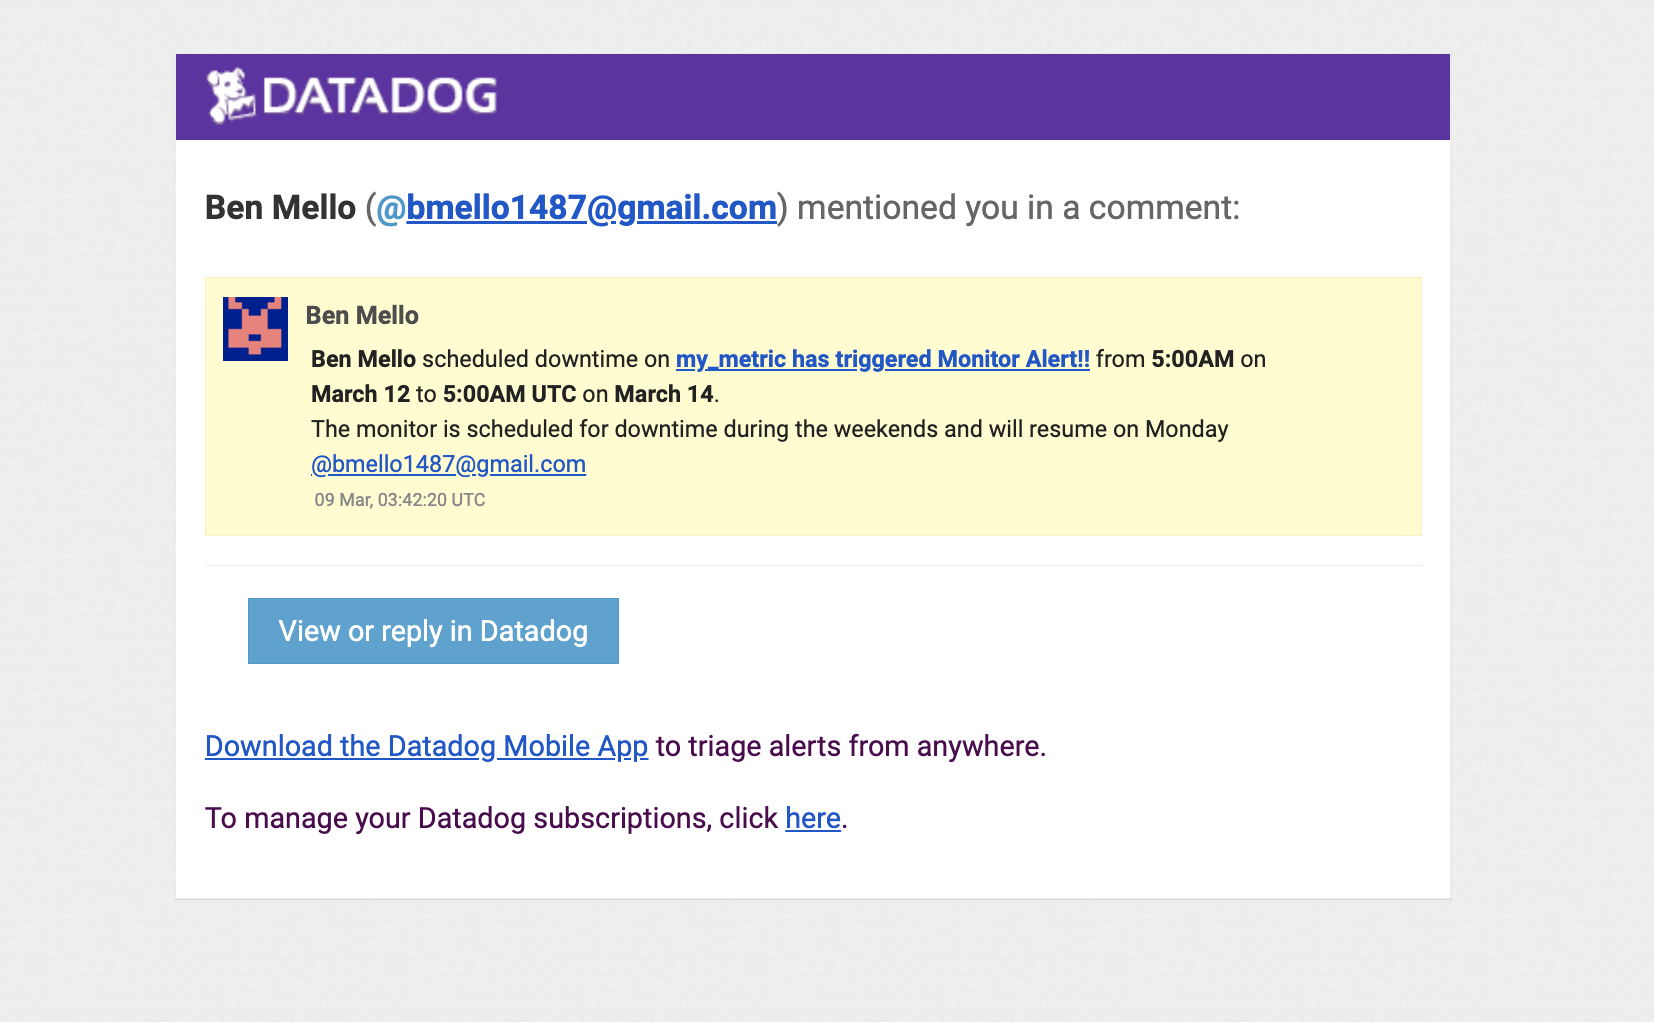 DATADOG
Ben Mello (@bmello1487@gmail.com) mentioned you in a comment:
Ben Mello
Ben Mello scheduled downtime on my_metric has triggered Monitor Alert!! from 5:00AM on
March 12 to 5:00AM UTC on March 14.
The monitor is scheduled for downtime during the weekends and will resume on Monday
@bmello1487@gmail.com
09 Mar, 03:42:20 UTC
View or reply in Datadog
Download the Datadog Mobile App to triage alerts from anywhere.
To manage your Datadog subscriptions, click here.